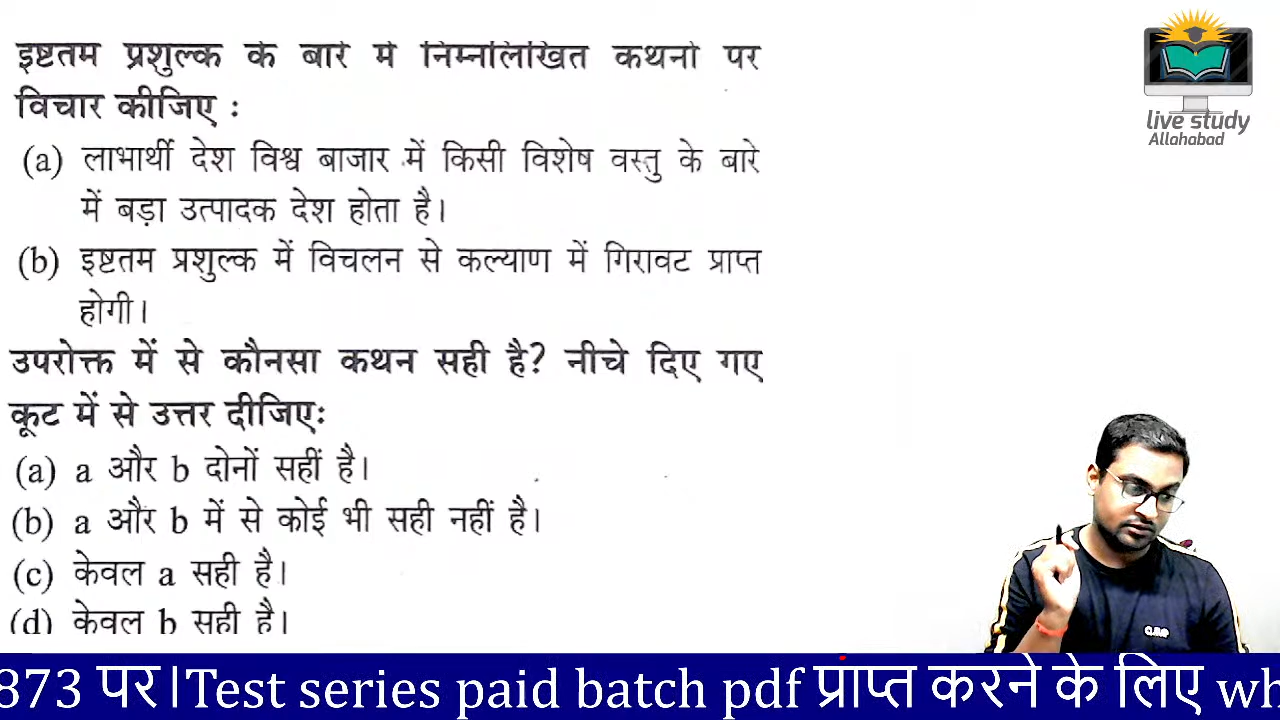 इष्टतम प्रशुल्क के बारे में निम्नलिखित कथनों पर
विचार कीजिए :
(a) लाभार्थी देश विश्व बाजार में किसी विशेष वस्तु के बारे
में बड़ा उत्पादक देश होता है।
(b) इष्टतम प्रशुल्क में विचलन से कल्याण में गिरावट प्राप्त
होगी।
उपरोक्त में से कौनसा कथन सही है? नीचे दिए गए
कूट में से उत्तर दीजिएः
(a) a और b दोनों सहीं है।
(b) a और b में से कोई भी सही नहीं है।
(c) केवल a सही है।
(d) केवल b सही है।
live study
Allahabad
873 पर।Test series paid batch pdf प्राप्त करने के लिए wh